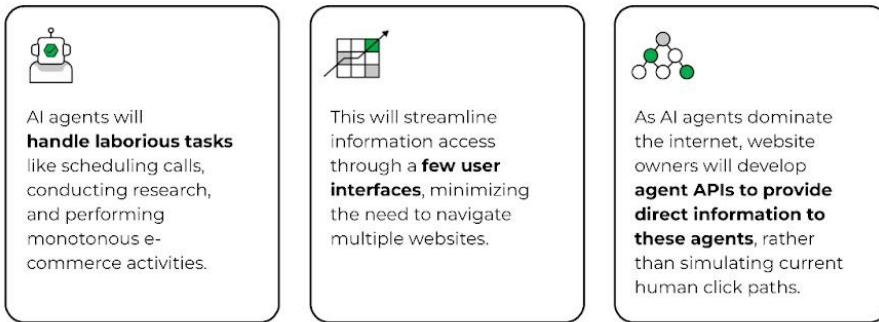 AI agents will
handle laborious tasks
like scheduling calls,
conducting research,
and performing
monotonous e-
commerce activities.
This will streamline
information access
through a few user
interfaces, minimizing
the need to navigate
multiple websites.
As AI agents dominate
the internet, website
owners will develop
agent APIs to provide
direct information to
these agents, rather
than simulating current
human click paths.